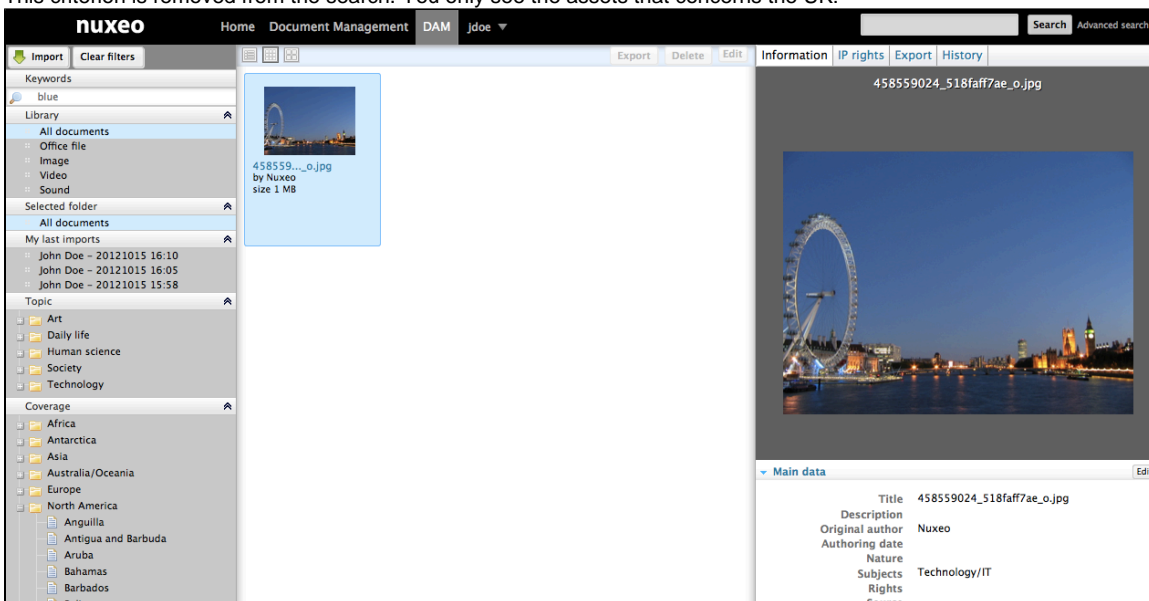 This criterion is removed from the search. You only see the assets that concerns the UK.
nuxeo Home Document Management DAM jdoe Search Advanced search
Import Clear filters
Export Delete Edit
Information IP rights Export History
Keywords
blue
Library
All documents
Office file
Image
Video
Sound
Selected folder
All documents
My last imports
John Doe - 20121015 16:10
John Doe - 20121015 16:05
John Doe - 20121015 15:58
Topic
Art
Daily life
Human science
Society
Technology
Coverage
Africa
Antarctica
Asia
Australia/Oceania
Europe
North America
Anguilla
Antigua and Barbuda
Aruba
Bahamas
Barbados
458559..._o.jpg
by Nuxeo
size 1 MB
458559024_518faff7ae_o.jpg
Main data Edi
Title 458559024_518faff7ae_o.jpg
Description
Original author Nuxeo
Authoring date
Nature
Subjects Technology/IT
Rights